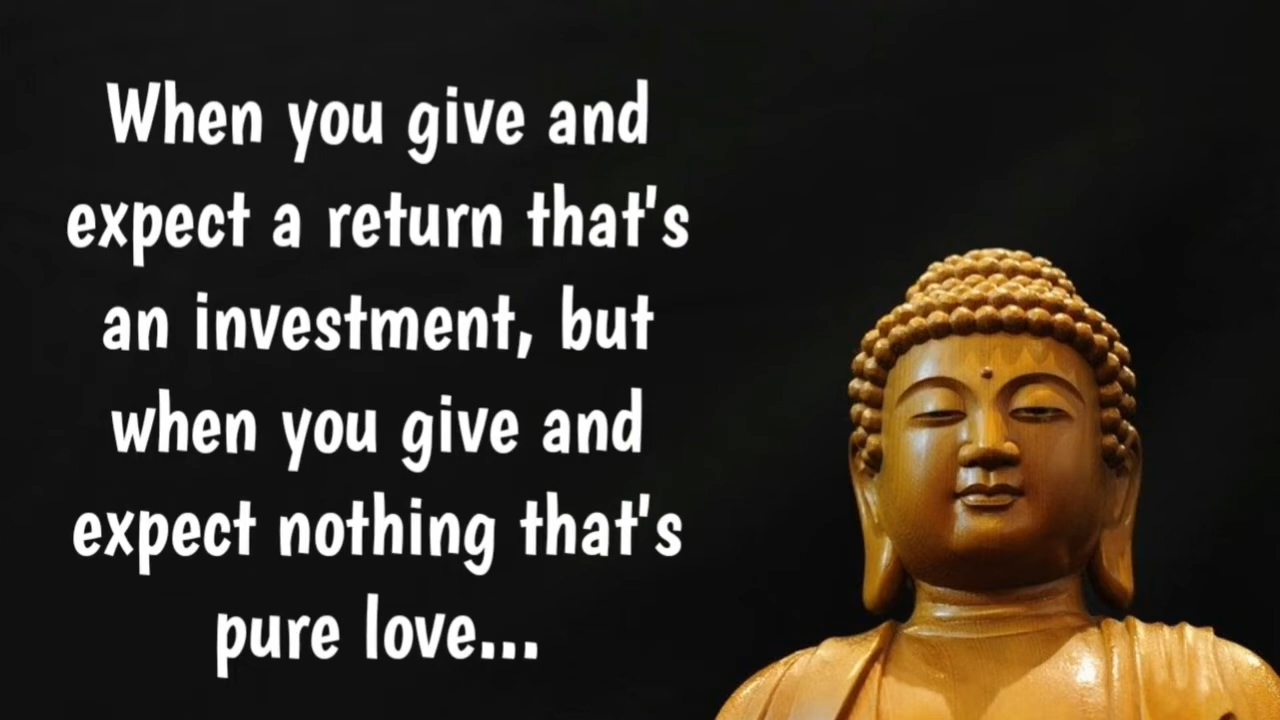 When you give and
expect a return that's
an investment, but
when you give and
expect nothing that's
pure love...